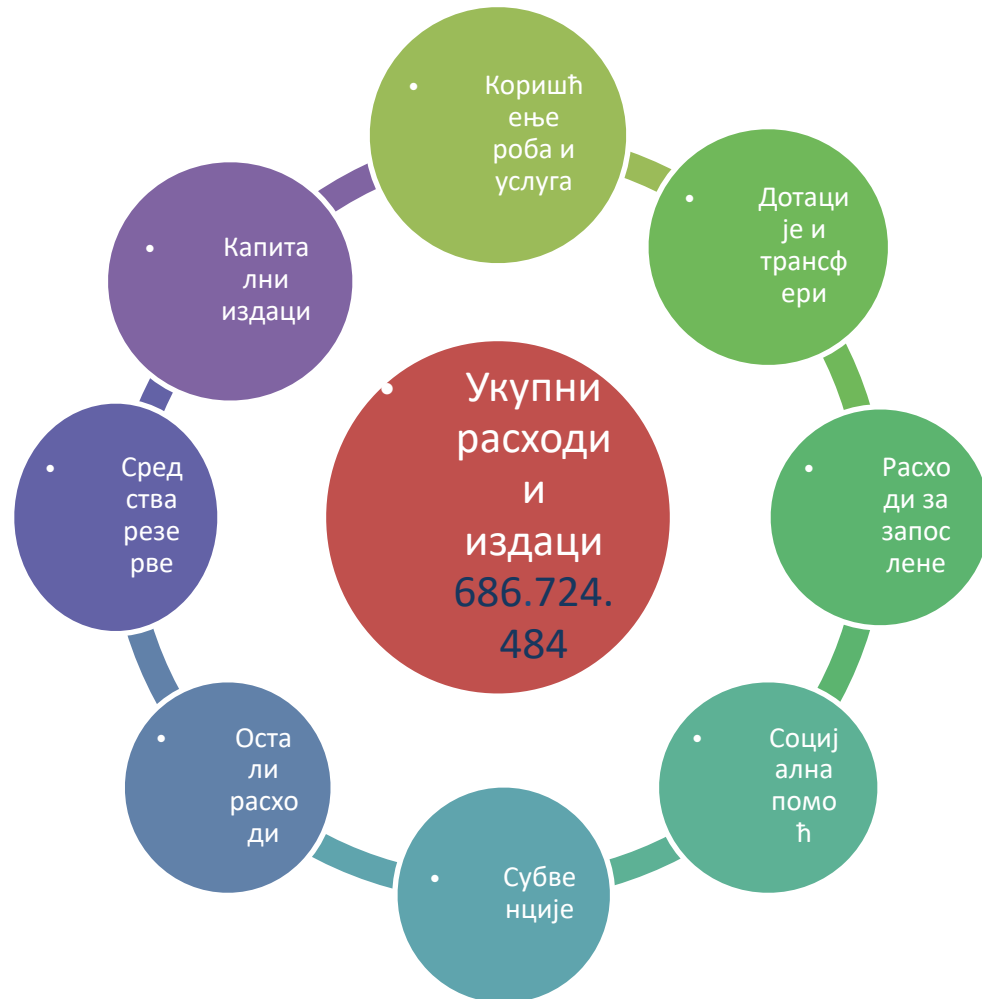 • Коришћ
ење
роба и
услуга
• Дотаци
је и
трансф
ери
• Расхо
ди за
запос
лене
• Социј
ална
помо
ћ
• Субве
нције
• Оста
ли
расхо
ди
• Сред
ства
резе
рве
• Капита
лни
издаци
• Укупни
расходи
и
издаци
686.724.
484